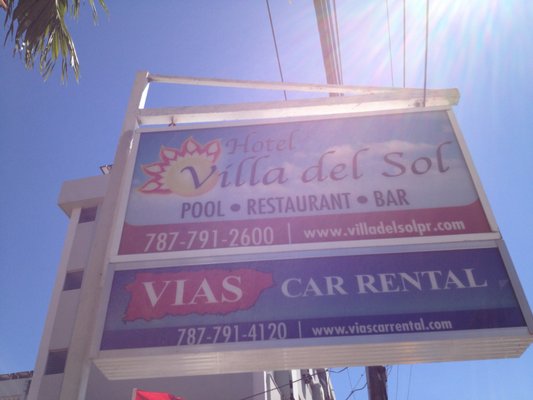 Hotel
Villa del Sol
POOL • RESTAURANT • BAR
787-791-2600 | www.villadelsolpr.com
VIAS CAR RENTAL
787-791-4120 | www.viascarrental.com